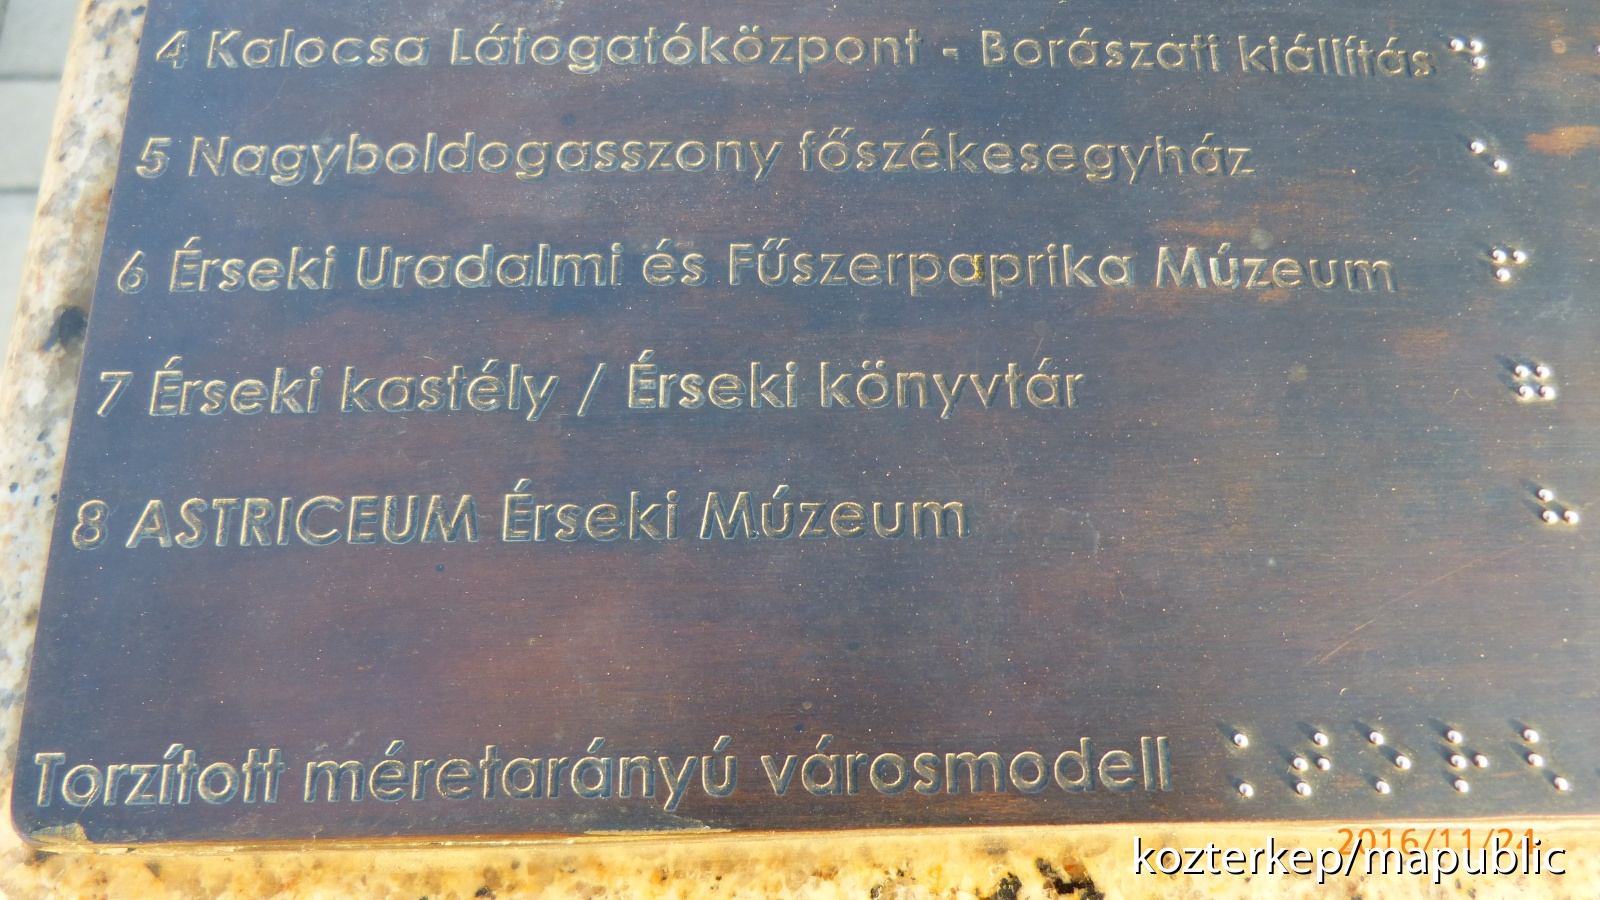 4 Kalocsa Látogatóközpont - Borászati kiállítás ⠙
5 Nagyboldogasszony főszékesegyház ⠑
6 Érseki Uradalmi és Fűszerpaprika Múzeum ⠋
7 Érseki kastély / Érseki könyvtár ⠛
8 ASTRICEUM Érseki Múzeum ⠓
Torzított méretarányú városmodell
2016/11/24
kozterkep/mapublic